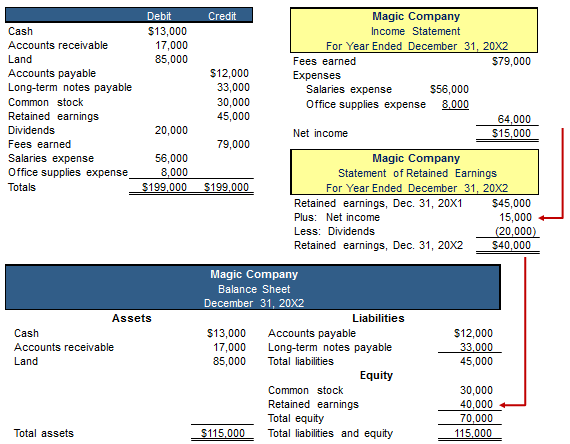 Debit Credit
Cash $13,000
Accounts receivable 17,000
Land 85,000
Accounts payable $12,000
Long-term notes payable 33,000
Common stock 30,000
Retained earnings 45,000
Dividends 20,000
Fees earned 79,000
Salaries expense 56,000
Office supplies expense 8,000
Totals $199,000 $199,000
Magic Company
Income Statement
For Year Ended December 31, 20X2
Fees earned $79,000
Expenses
Salaries expense $56,000
Office supplies expense 8,000
64,000
Net income $15,000
Magic Company
Statement of Retained Earnings
For Year Ended December 31, 20X2
Retained earnings, Dec. 31, 20X1 $45,000
Plus: Net income 15,000
Less: Dividends (20,000)
Retained earnings, Dec. 31, 20X2 $40,000
Magic Company
Balance Sheet
December 31, 20X2
Assets Liabilities
Cash $13,000 Accounts payable $12,000
Accounts receivable 17,000 Long-term notes payable 33,000
Land 85,000 Total liabilities 45,000
Equity
Common stock 30,000
Retained earnings 40,000
Total equity 70,000
Total assets $115,000 Total liabilities and equity 115,000